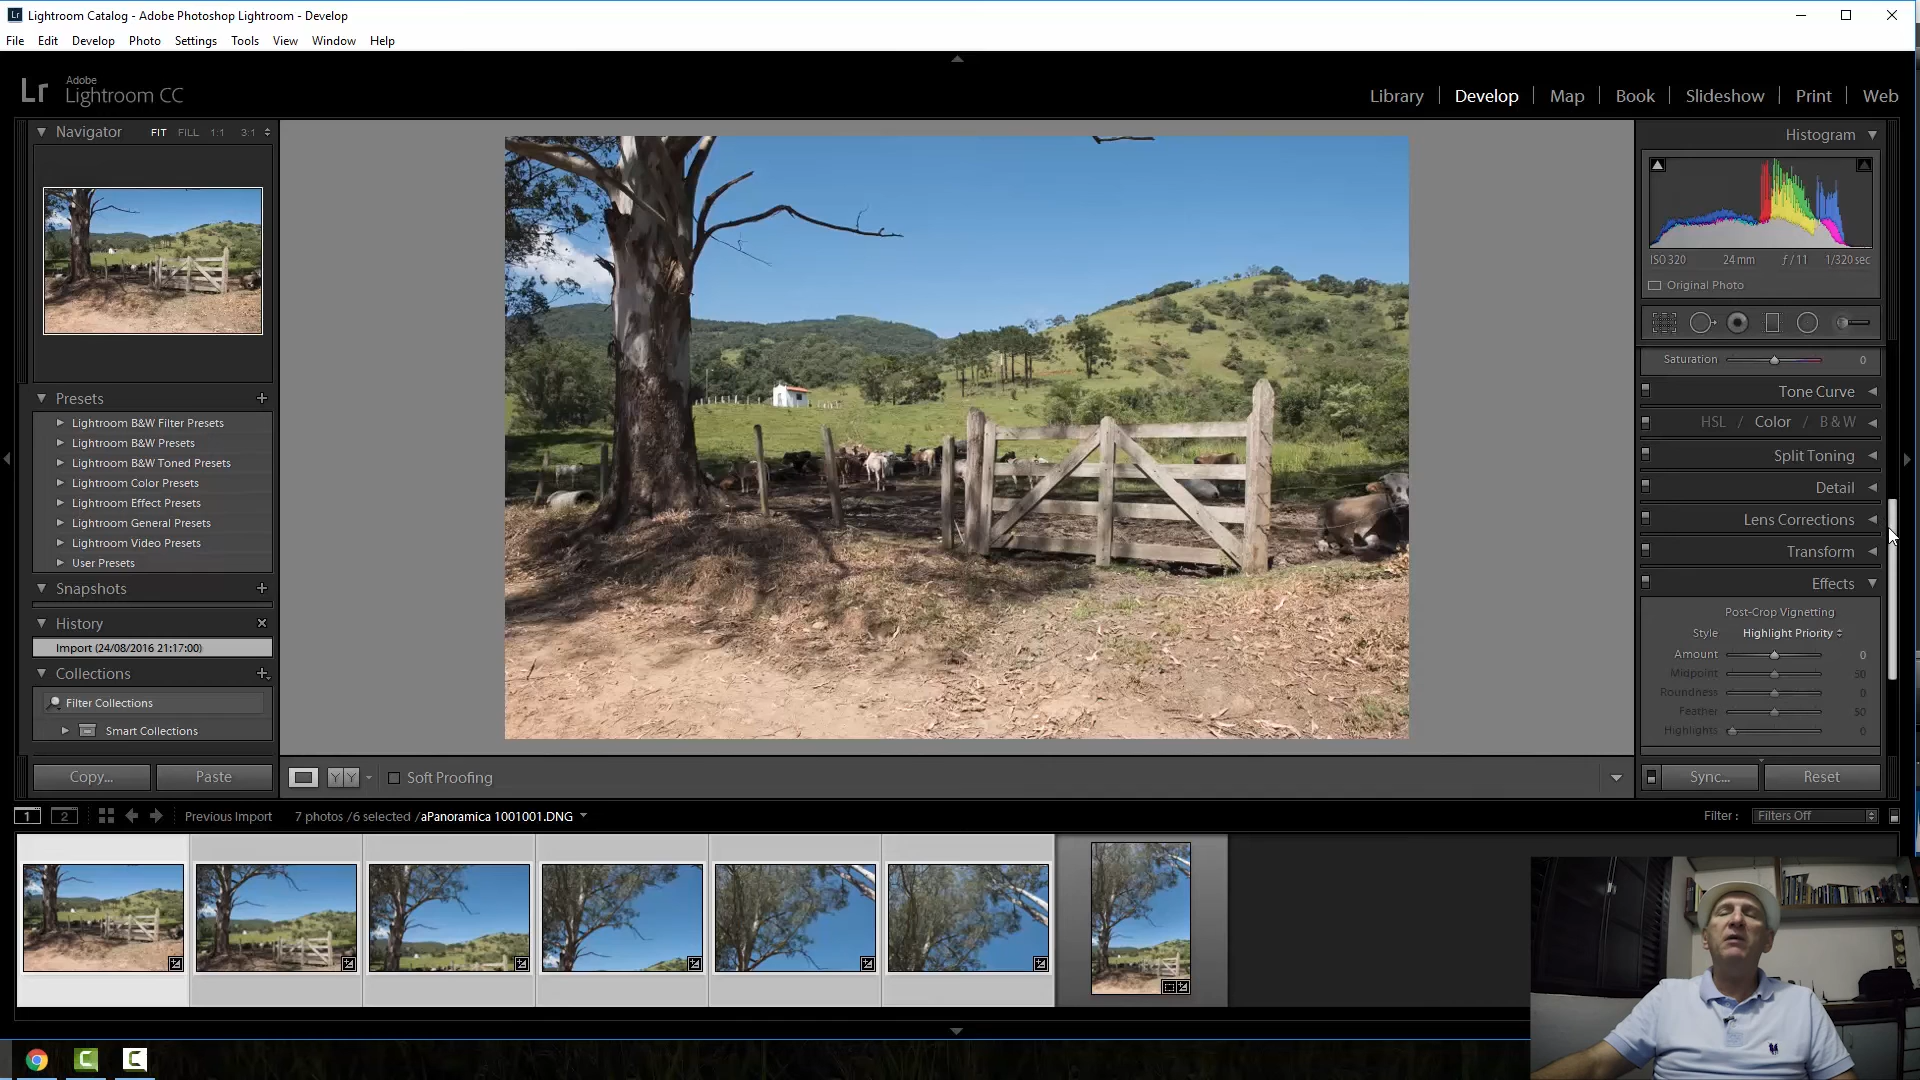 Lightroom Catalog - Adobe Photoshop Lightroom - Develop
File Edit Develop Photo Settings Tools View Window Help
Lr Adobe Lightroom CC
Library | Develop | Map | Book | Slideshow | Print | Web
Navigator FIT FILL 1:1 3:1
Histogram
ISO 320 24 mm ƒ / 11 1/320 sec
Original Photo
Saturation 0
Tone Curve
HSL / Color / B & W
Split Toning
Detail
Lens Corrections
Transform
Effects
Post-Crop Vignetting
Style Highlight Priority
Amount 0
Midpoint 50
Roundness 0
Feather 50
Highlights 0
Sync... Reset
Presets
Lightroom B&W Filter Presets
Lightroom B&W Presets
Lightroom B&W Toned Presets
Lightroom Color Presets
Lightroom Effect Presets
Lightroom General Presets
Lightroom Video Presets
User Presets
Snapshots
History
Import (24/08/2016 21:17:00)
Collections
Filter Collections
Smart Collections
Copy... Paste
YY Soft Proofing
1 2 Previous Import 7 photos /6 selected /aPanoramica 1001001.DNG
Filter : Filters Off